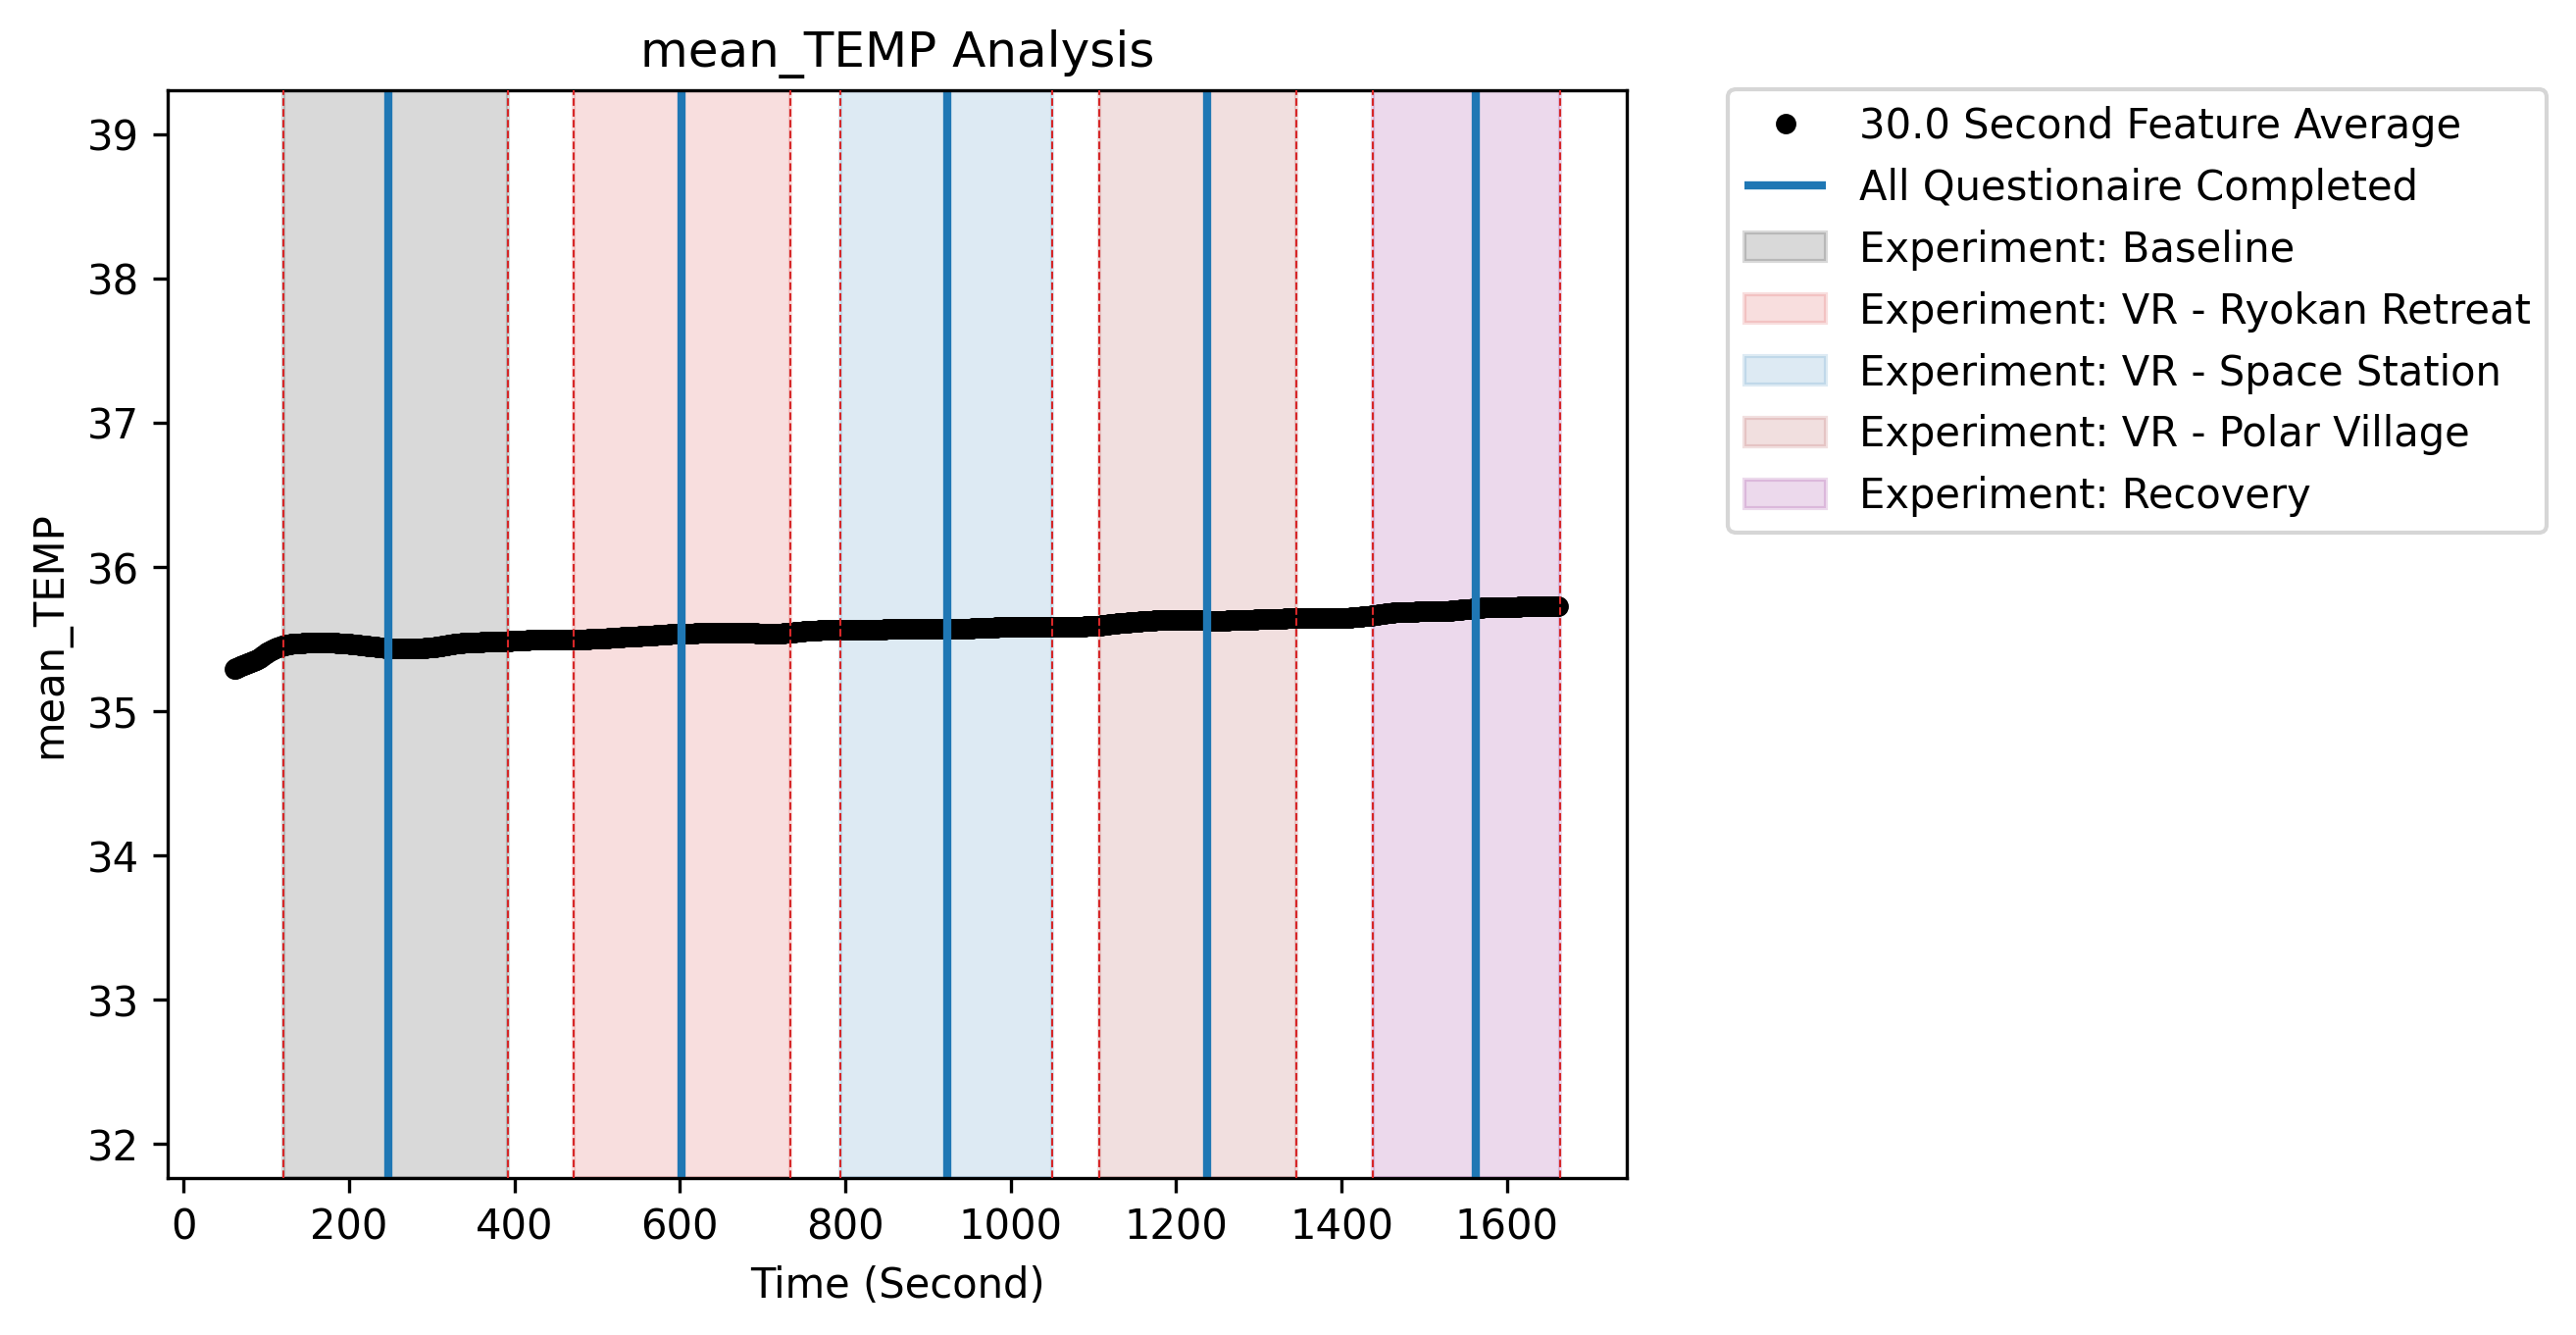 mean_TEMP Analysis
39
38
37
36
35
34
33
32
mean_TEMP
0 200 400 600 800 1000 1200 1400 1600
Time (Second)
30.0 Second Feature Average
All Questionaire Completed
Experiment: Baseline
Experiment: VR - Ryokan Retreat
Experiment: VR - Space Station
Experiment: VR - Polar Village
Experiment: Recovery